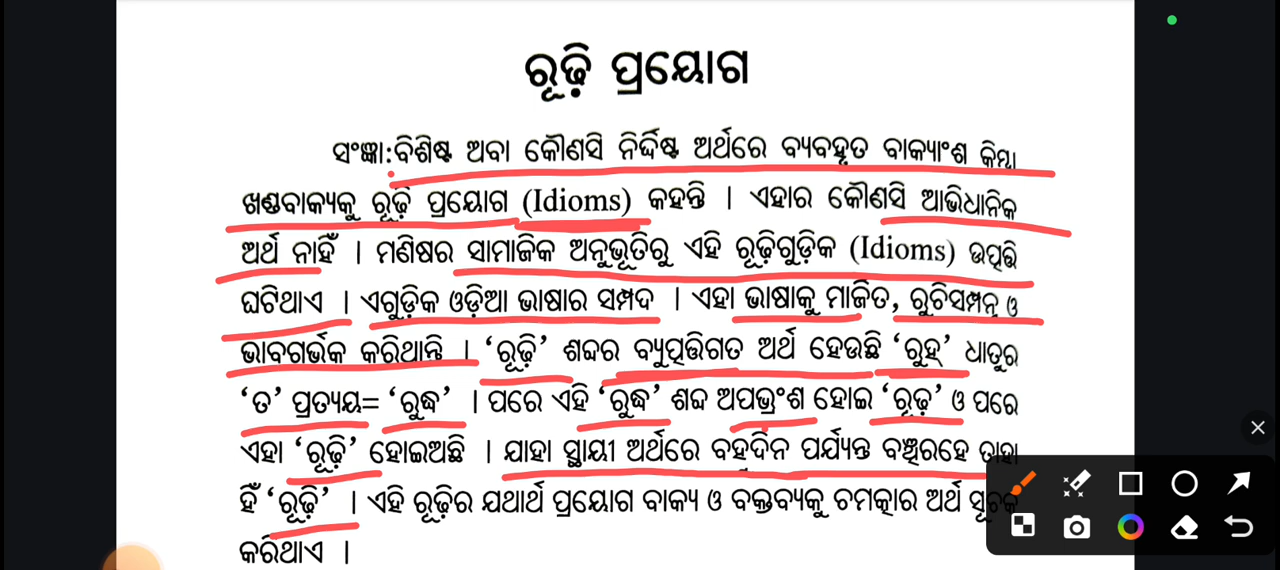 ରୂଢ଼ି ପ୍ରୟୋଗ
ସଂଜ୍ଞା:ବିଶିଷ୍ଟ ଅବା କୌଣସି ନିର୍ଦ୍ଦିଷ୍ଟ ଅର୍ଥରେ ବ୍ୟବହୃତ ବାକ୍ୟାଂଶ କିମ୍ବା
ଖଣ୍ଡବାକ୍ୟକୁ ରୂଢ଼ି ପ୍ରୟୋଗ (Idioms) କହନ୍ତି । ଏହାର କୌଣସି ଆଭିଧାନିକ
ଅର୍ଥ ନାହିଁ । ମଣିଷର ସାମାଜିକ ଅନୁଭୂତିରୁ ଏହି ରୂଢ଼ିଗୁଡ଼ିକ (Idioms) ଉତ୍ପତ୍ତି
ଘଟିଥାଏ । ଏଗୁଡ଼ିକ ଓଡ଼ିଆ ଭାଷାର ସମ୍ପଦ । ଏହା ଭାଷାକୁ ମାର୍ଜିତ, ରୁଚିସମ୍ପନ୍ନ ଓ
ଭାବଗର୍ଭକ କରିଥାନ୍ତି । ‘ରୂଢ଼ି’ ଶବ୍ଦର ବ୍ୟୁତ୍ପତ୍ତିଗତ ଅର୍ଥ ହେଉଛି ‘ରୁହ୍’ ଧାତୁର
‘ତ’ ପ୍ରତ୍ୟୟ= ‘ରୁଦ୍ଧ’ । ପରେ ଏହି ‘ରୁଦ୍ଧ’ ଶବ୍ଦ ଅପଭ୍ରଂଶ ହୋଇ ‘ରୂଢ଼’ ଓ ପରେ
ଏହା ‘ରୂଢ଼ି’ ହୋଇଅଛି । ଯାହା ସ୍ଥାୟୀ ଅର୍ଥରେ ବହୁଦିନ ପର୍ଯ୍ୟନ୍ତ ବଞ୍ଚିରହେ ତାହା
ହିଁ ‘ରୂଢ଼ି’ । ଏହି ରୂଢ଼ିର ଯଥାର୍ଥ ପ୍ରୟୋଗ ବାକ୍ୟ ଓ ବକ୍ତବ୍ୟକୁ ଚମତ୍କାର ଅର୍ଥ ସୂଚକ
କରିଥାଏ ।